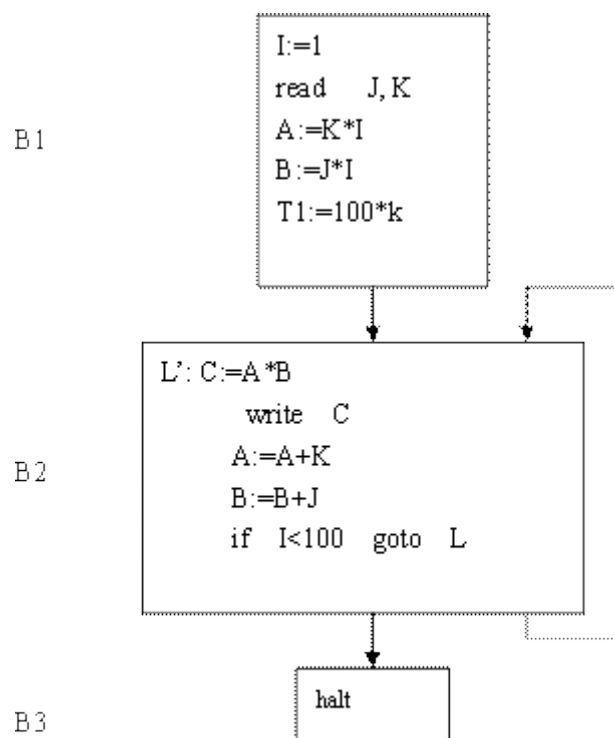 I:=1
read J, K
A:=K*I
B1
B:=J*I
T1:=100*k
L': C:=A*B
write C
A:=A+K
B2
B:=B+J
if I<100 goto L
halt
B3